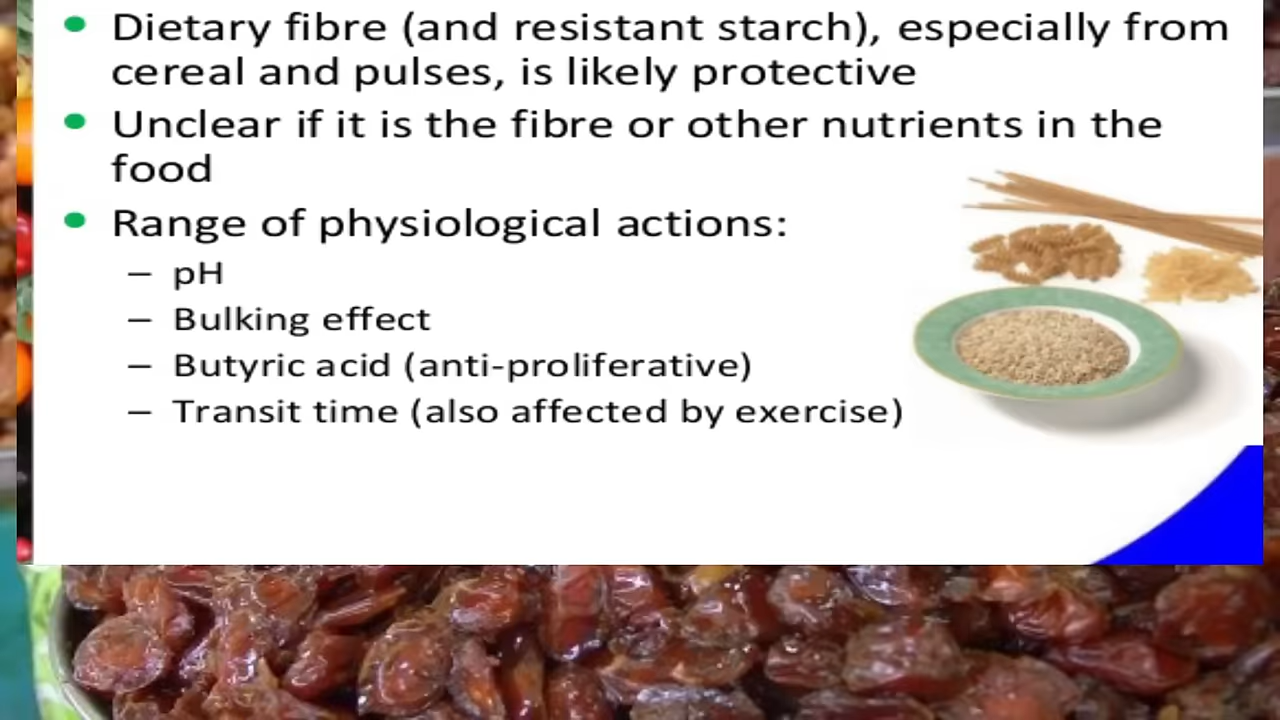 • Dietary fibre (and resistant starch), especially from
cereal and pulses, is likely protective
• Unclear if it is the fibre or other nutrients in the
food
• Range of physiological actions:
– pH
– Bulking effect
– Butyric acid (anti-proliferative)
– Transit time (also affected by exercise)